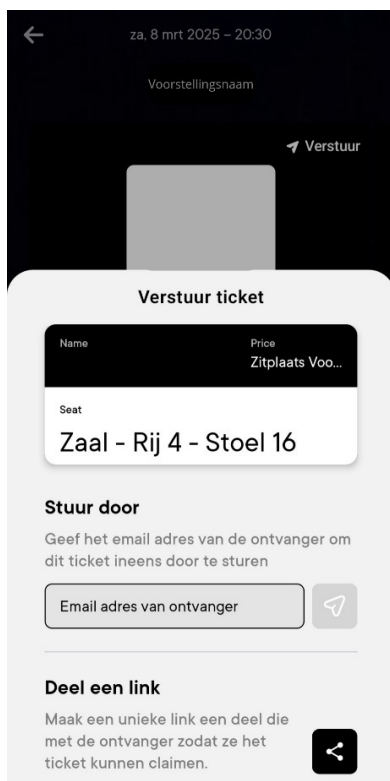 za, 8 mrt 2025 – 20:30
Voorstellingsnaam
Verstuur
Verstuur ticket
Name
Price
Zitplaats Voo...
Seat
Zaal - Rij 4 - Stoel 16
Stuur door
Geef het email adres van de ontvanger om
dit ticket ineens door te sturen
Email adres van ontvanger
Deel een link
Maak een unieke link een deel die
met de ontvanger zodat ze het
ticket kunnen claimen.